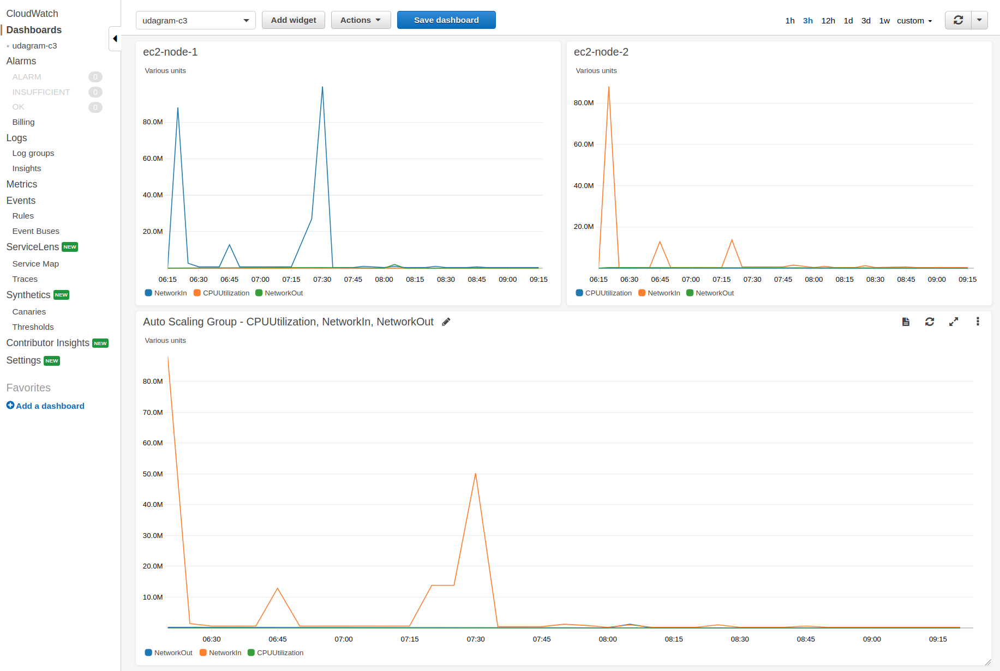 CloudWatch
Dashboards
* udagram-c3
Alarms
ALARM 0
INSUFFICIENT 0
OK 0
Billing
Logs
Log groups
Insights
Metrics
Events
Rules
Event Buses
ServiceLens NEW
Service Map
Traces
Synthetics NEW
Canaries
Thresholds
Contributor Insights NEW
Settings NEW
Favorites
Add a dashboard
udagram-c3 Add widget Actions Save dashboard 1h 3h 12h 1d 3d 1w custom
ec2-node-1
Various units
80.0M
60.0M
40.0M
20.0M
06:15 06:30 06:45 07:00 07:15 07:30 07:45 08:00 08:15 08:30 08:45 09:00 09:15
NetworkIn CPUUtilization NetworkOut
ec2-node-2
Various units
80.0M
60.0M
40.0M
20.0M
06:15 06:30 06:45 07:00 07:15 07:30 07:45 08:00 08:15 08:30 08:45 09:00 09:15
CPUUtilization NetworkIn NetworkOut
Auto Scaling Group - CPUUtilization, NetworkIn, NetworkOut
Various units
80.0M
70.0M
60.0M
50.0M
40.0M
30.0M
20.0M
10.0M
06:30 06:45 07:00 07:15 07:30 07:45 08:00 08:15 08:30 08:45 09:00 09:15
NetworkOut NetworkIn CPUUtilization